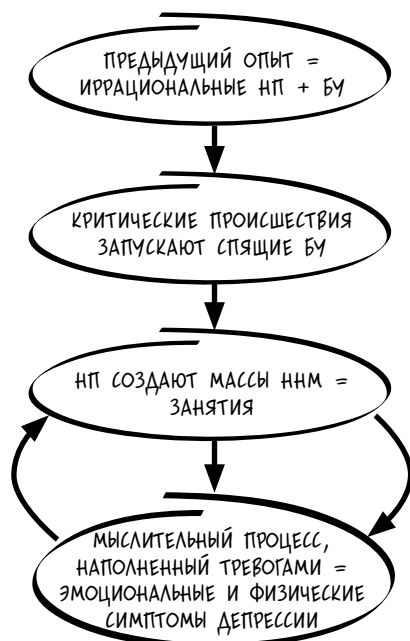 ПРЕДЫДУЩИЙ ОПЫТ =
ИРРАЦИОНАЛЬНЫЕ НП + БУ
КРИТИЧЕСКИЕ ПРОИСШЕСТВИЯ
ЗАПУСКАЮТ СПЯЩИЕ БУ
НП СОЗДАЮТ МАССЫ ННМ =
ЗАНЯТИЯ
МЫСЛИТЕЛЬНЫЙ ПРОЦЕСС,
НАПОЛНЕННЫЙ ТРЕВОГАМИ =
ЭМОЦИОНАЛЬНЫЕ И ФИЗИЧЕСКИЕ
СИМПТОМЫ ДЕПРЕССИИ